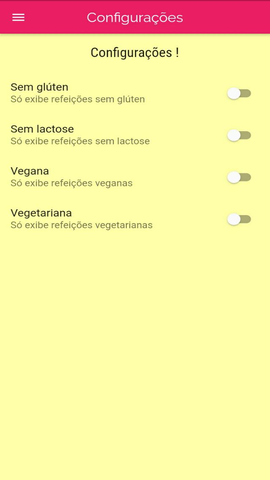 Configurações
Configurações !
Sem glúten
Só exibe refeições sem glúten
Sem lactose
Só exibe refeições sem lactose
Vegana
Só exibe refeições veganas
Vegetariana
Só exibe refeições vegetarianas